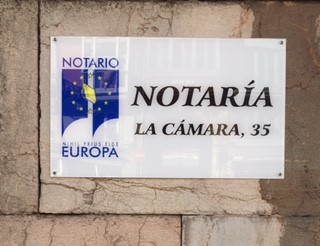 NOTARIO
NIHIL PRIUS FIDE
EUROPA
NOTARÍA
LA CÁMARA, 35